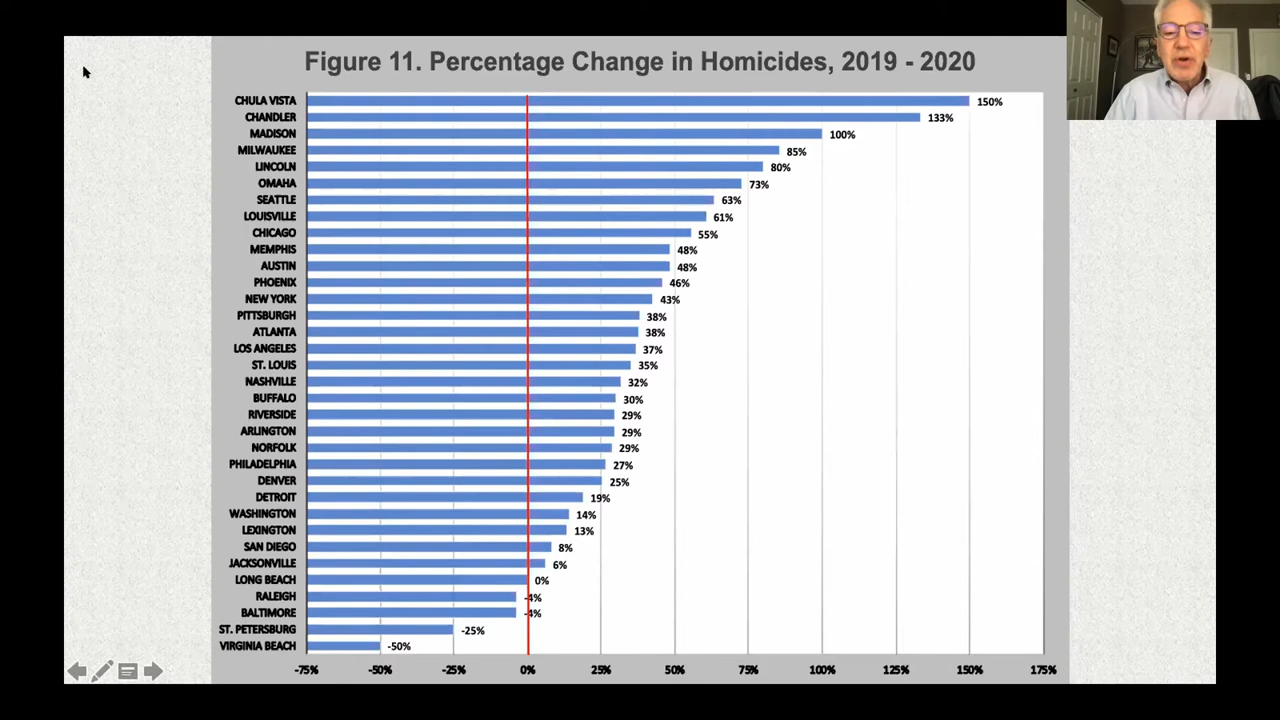 Figure 11. Percentage Change in Homicides, 2019 - 2020
CHULA VISTA 150%
CHANDLER 133%
MADISON 100%
MILWAUKEE 85%
LINCOLN 80%
OMAHA 73%
SEATTLE 63%
LOUISVILLE 61%
CHICAGO 55%
MEMPHIS 48%
AUSTIN 48%
PHOENIX 46%
NEW YORK 43%
PITTSBURGH 38%
ATLANTA 38%
LOS ANGELES 37%
ST. LOUIS 35%
NASHVILLE 32%
BUFFALO 30%
RIVERSIDE 29%
ARLINGTON 29%
NORFOLK 29%
PHILADELPHIA 27%
DENVER 25%
DETROIT 19%
WASHINGTON 14%
LEXINGTON 13%
SAN DIEGO 8%
JACKSONVILLE 6%
LONG BEACH 0%
RALEIGH -4%
BALTIMORE -4%
ST. PETERSBURG -25%
VIRGINIA BEACH -50%
-75% -50% -25% 0% 25% 50% 75% 100% 125% 150% 175%